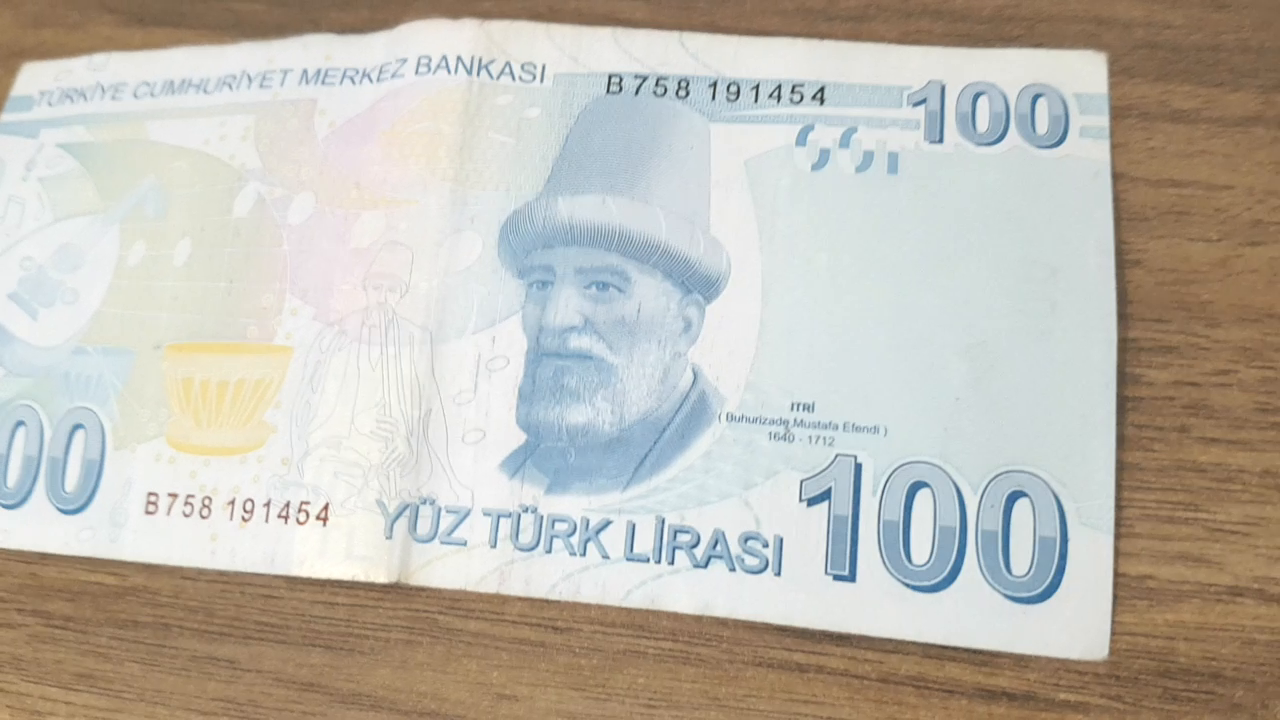 TÜRKİYE CUMHURİYET MERKEZ BANKASI
B758 191454
100
ITRİ
( Buhurizade Mustafa Efendi )
1640 - 1712
00
B758 191454
YÜZ TÜRK LİRASI
100